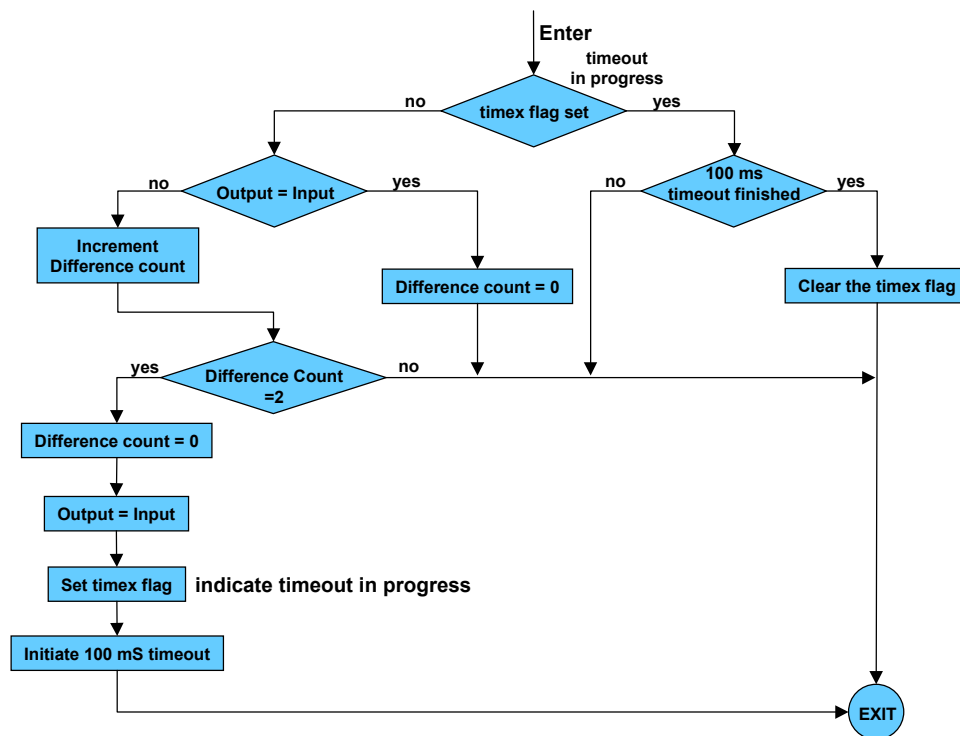 Enter
timeout
in progress
no
timex flag set
yes
no
Output = Input
yes
no
100 ms
timeout finished
yes
Increment
Difference count
Difference count = 0
Clear the timex flag
yes
Difference Count
=2
no
Difference count = 0
Output = Input
Set timex flag
indicate timeout in progress
Initiate 100 mS timeout
EXIT